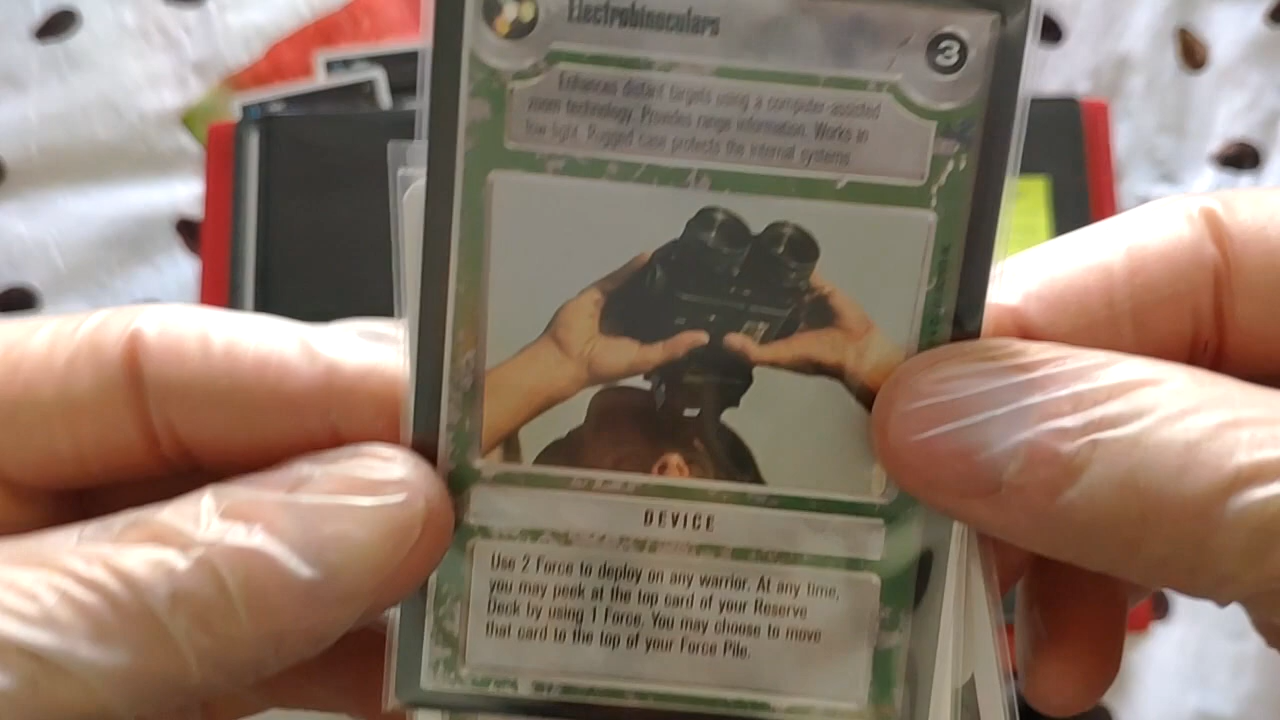 Electrobinoculars
3
Enhances distant targets using a computer-assisted
zoom technology. Provides range information. Works in
low light. Rugged case protects the internal systems.
DEVICE
Use 2 Force to deploy on any warrior. At any time,
you may peek at the top card of your Reserve
Deck by using 1 Force. You may choose to move
that card to the top of your Force Pile.